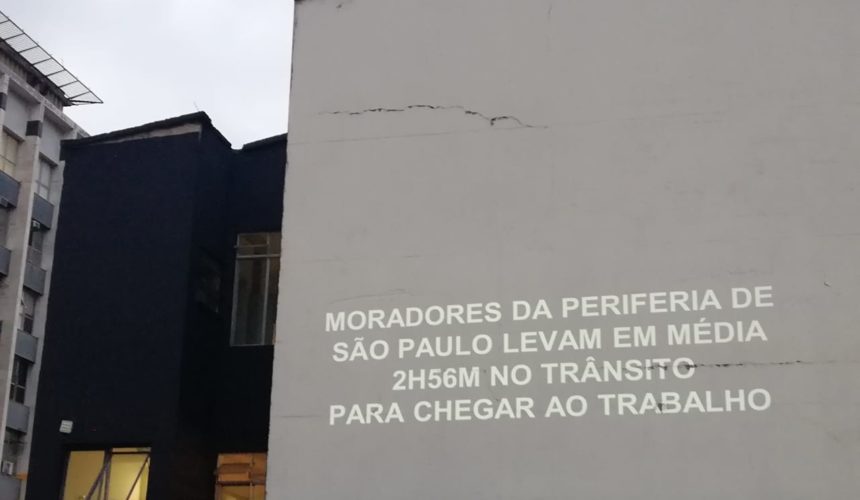 MORADORES DA PERIFERIA DE
SÃO PAULO LEVAM EM MÉDIA
2H56M NO TRÂNSITO
PARA CHEGAR AO TRABALHO